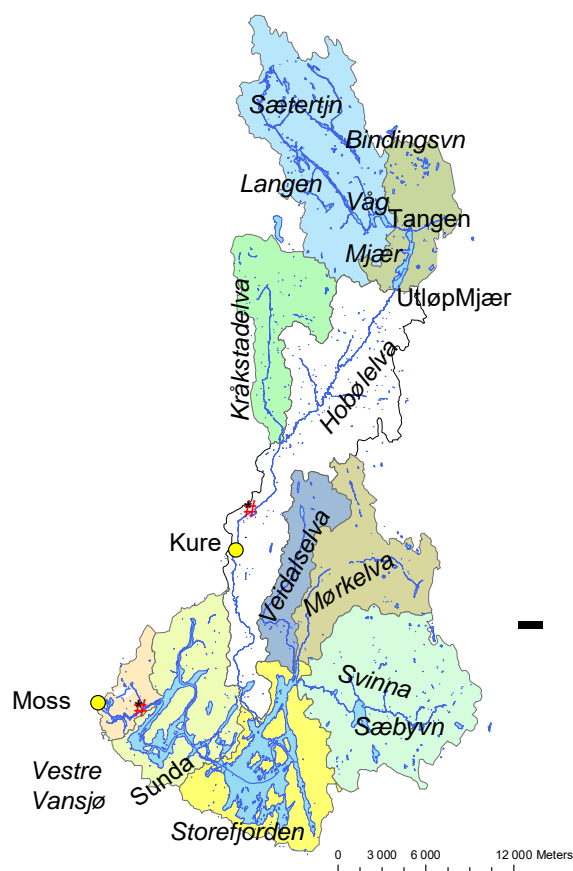 Sætertjn
Bindingsvn
Langen
Våg
Tangen
Mjær
UtløpMjær
Kråkstadelva
Hobølelva
Kure
Veidalselva
Mørkelva
Svinna
Moss
Sæbyvn
Vestre
Vansjø
Sunda
Storefjorden
0 3 000 6 000 12 000 Meters